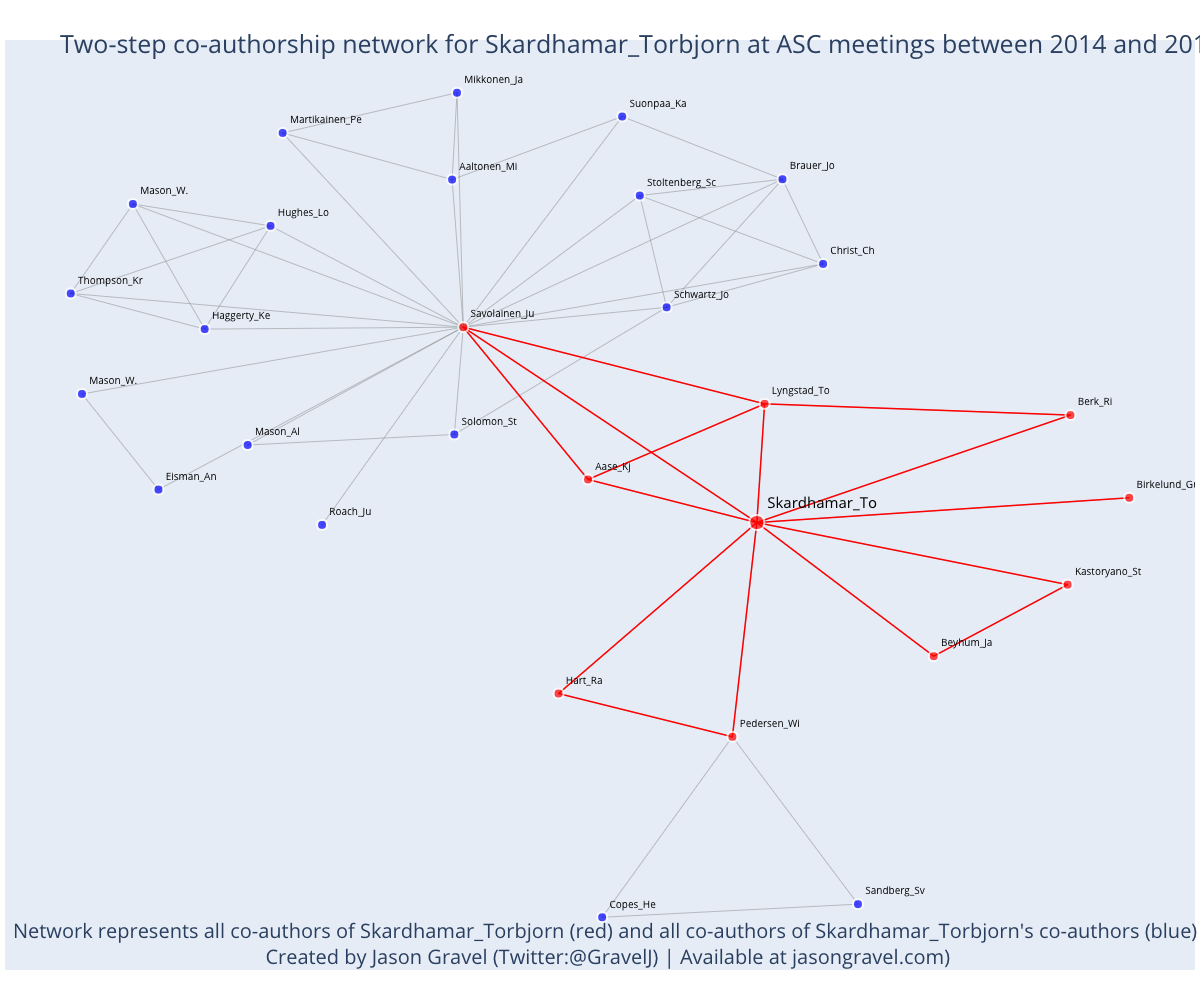 Two-step co-authorship network for Skardhamar_Torbjorn at ASC meetings between 2014 and 201
Mikkonen_Ja
Suonpaa_Ka
Martikainen_Pe
Aaltonen_Mi
Brauer_Jo
Stoltenberg_Sc
Mason_W.
Hughes_Lo
Christ_Ch
Thompson_Kr
Schwartz_Jo
Haggerty_Ke
Savolainen_Ju
Mason_W.
Lyngstad_To
Berk_Ri
Solomon_St
Mason_Al
Aase_Kj
Eisman_An
Birkelund_Gu
Skardhamar_To
Roach_Ju
Kastoryano_St
Beyhum_Ja
Hart_Ra
Pedersen_Wi
Sandberg_Sv
Copes_He
Network represents all co-authors of Skardhamar_Torbjorn (red) and all co-authors of Skardhamar_Torbjorn's co-authors (blue)
Created by Jason Gravel (Twitter:@GravelJ) | Available at jasongravel.com)